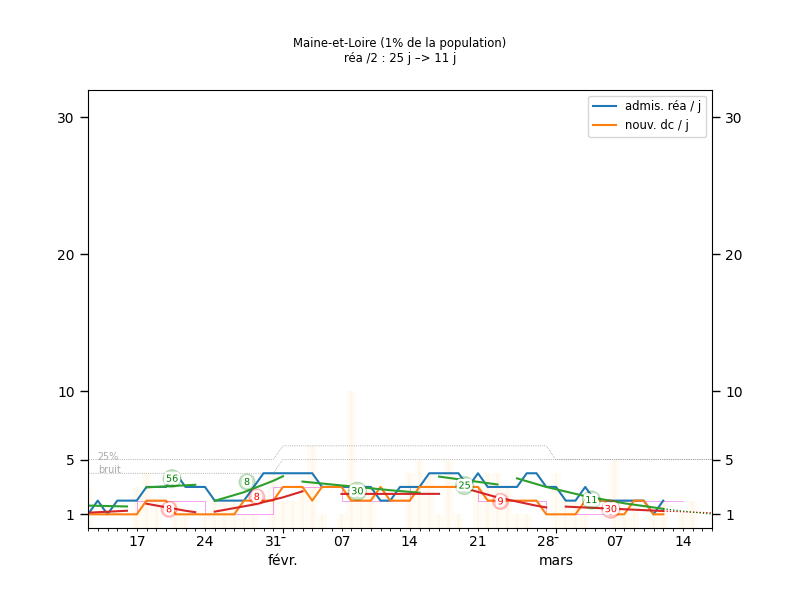 Maine-et-Loire (1% de la population)
réa /2 : 25 j –> 11 j
admis. réa / j
nouv. dc / j
30 30
20 20
10 10
5 5
1 1
25%
bruit
56 8 30 25 11
8 8 9 30
17 24 31 07 14 21 28 07 14
févr. mars